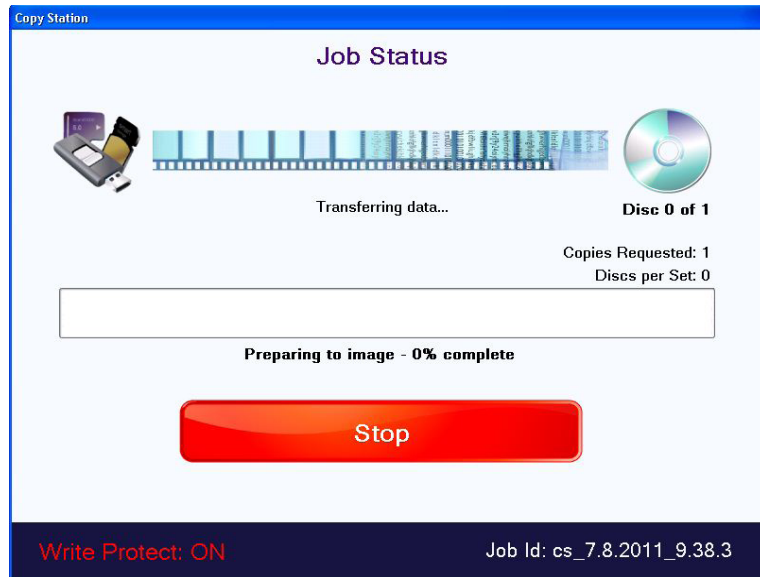 Copy Station
Job Status
Transferring data...
Disc 0 of 1
Copies Requested: 1
Discs per Set: 0
Preparing to image - 0% complete
Stop
Write Protect: ON
Job Id: cs_7.8.2011_9.38.3